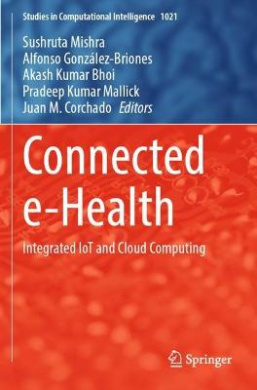 Studies in Computational Intelligence 1021
Sushruta Mishra
Alfonso González-Briones
Akash Kumar Bhoi
Pradeep Kumar Mallick
Juan M. Corchado Editors
Connected
e-Health
Integrated IoT and Cloud Computing
Springer